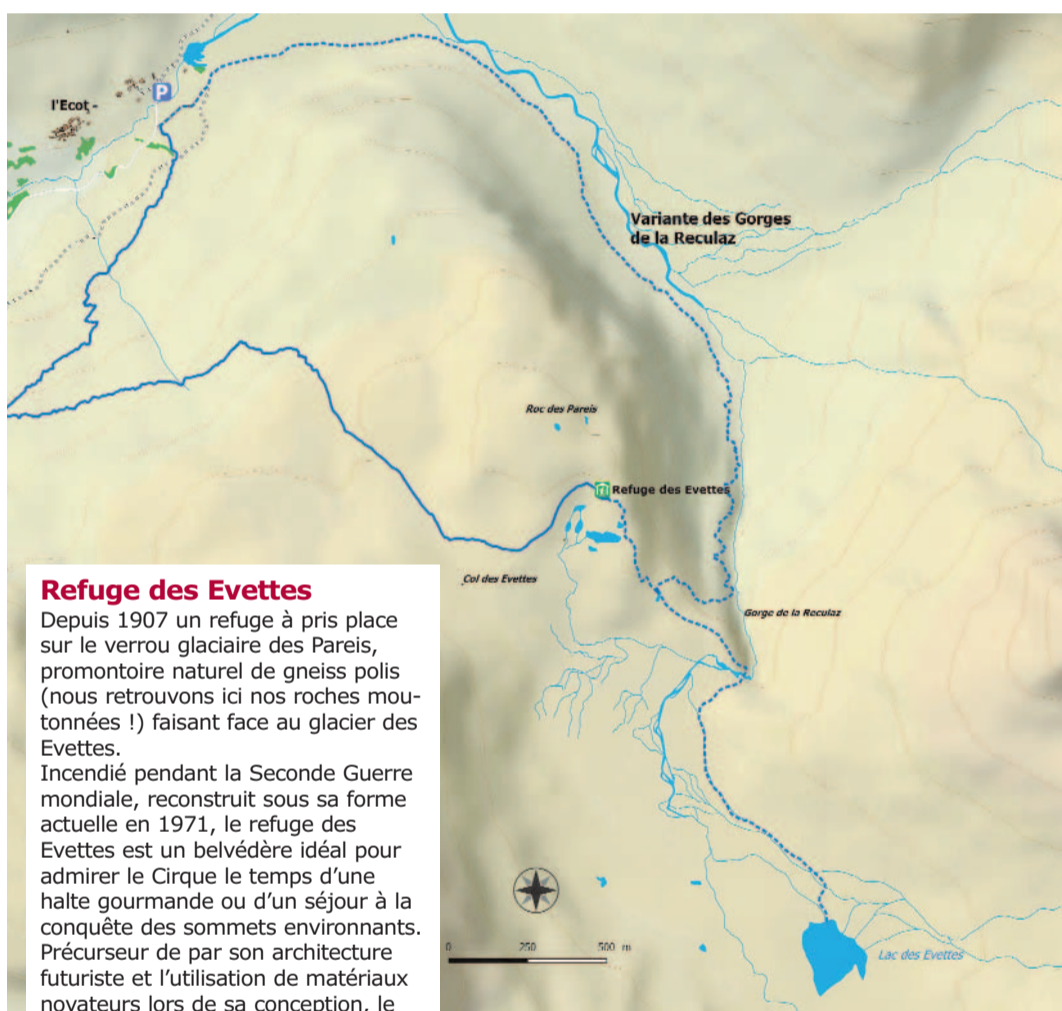 l'Ecot -
P
Variante des Gorges
de la Reculaz
Roc des Pareis
Refuge des Evettes
Col des Evettes
Gorge de la Reculaz
Refuge des Evettes
Depuis 1907 un refuge à pris place
sur le verrou glaciaire des Pareis,
promontoire naturel de gneiss polis
(nous retrouvons ici nos roches mou-
tonnées !) faisant face au glacier des
Evettes.
Incendié pendant la Seconde Guerre
mondiale, reconstruit sous sa forme
actuelle en 1971, le refuge des
Evettes est un belvédère idéal pour
admirer le Cirque le temps d'une
halte gourmande ou d'un séjour à la
conquête des sommets environnants.
Précurseur de par son architecture
futuriste et l'utilisation de matériaux
novateurs lors de sa conception, le
0 250 500 m
Lac des Evettes